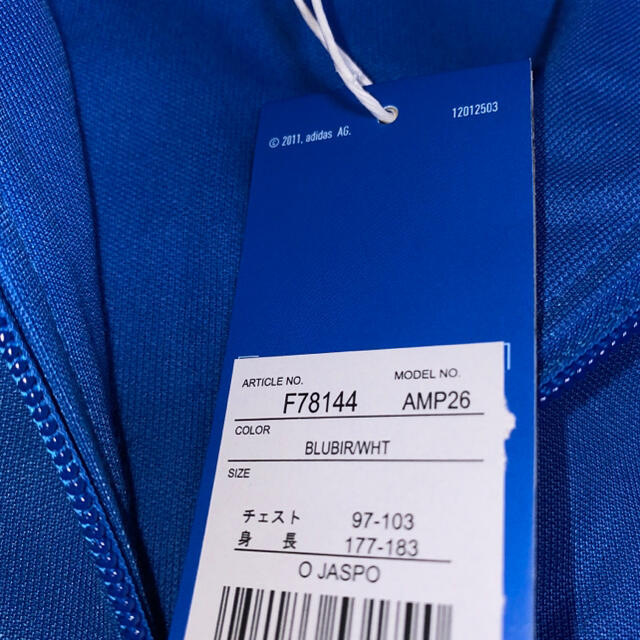 12012503
© 2011, adidas AG.
ARTICLE NO. MODEL NO.
F78144 AMP26
COLOR
BLUBIR/WHT
SIZE
チェスト 97-103
身 長 177-183
O JASPO